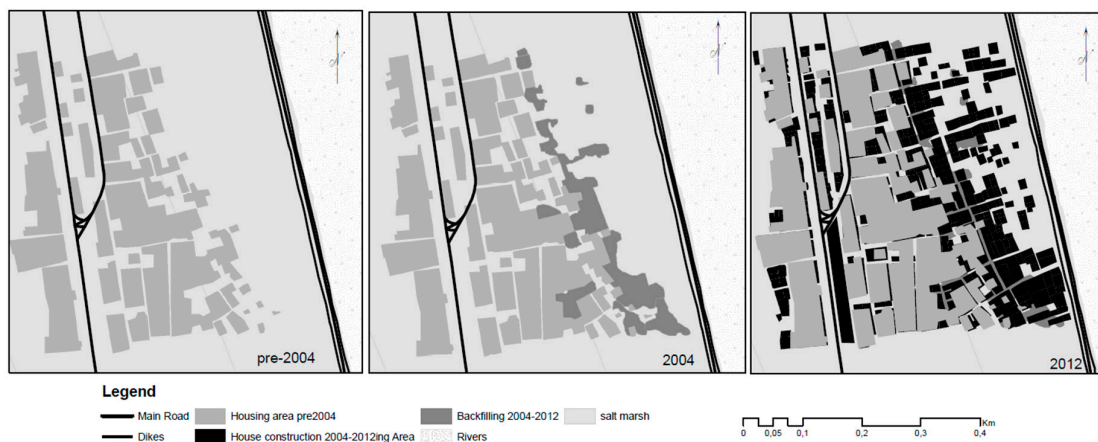 pre-2004
2004
2012
Legend
Main Road
Housing area pre2004
Backfilling 2004-2012
salt marsh
Dikes
House construction 2004-2012ing Area
Rivers
Km
0 0,05 0,1 0,2 0,3 0,4